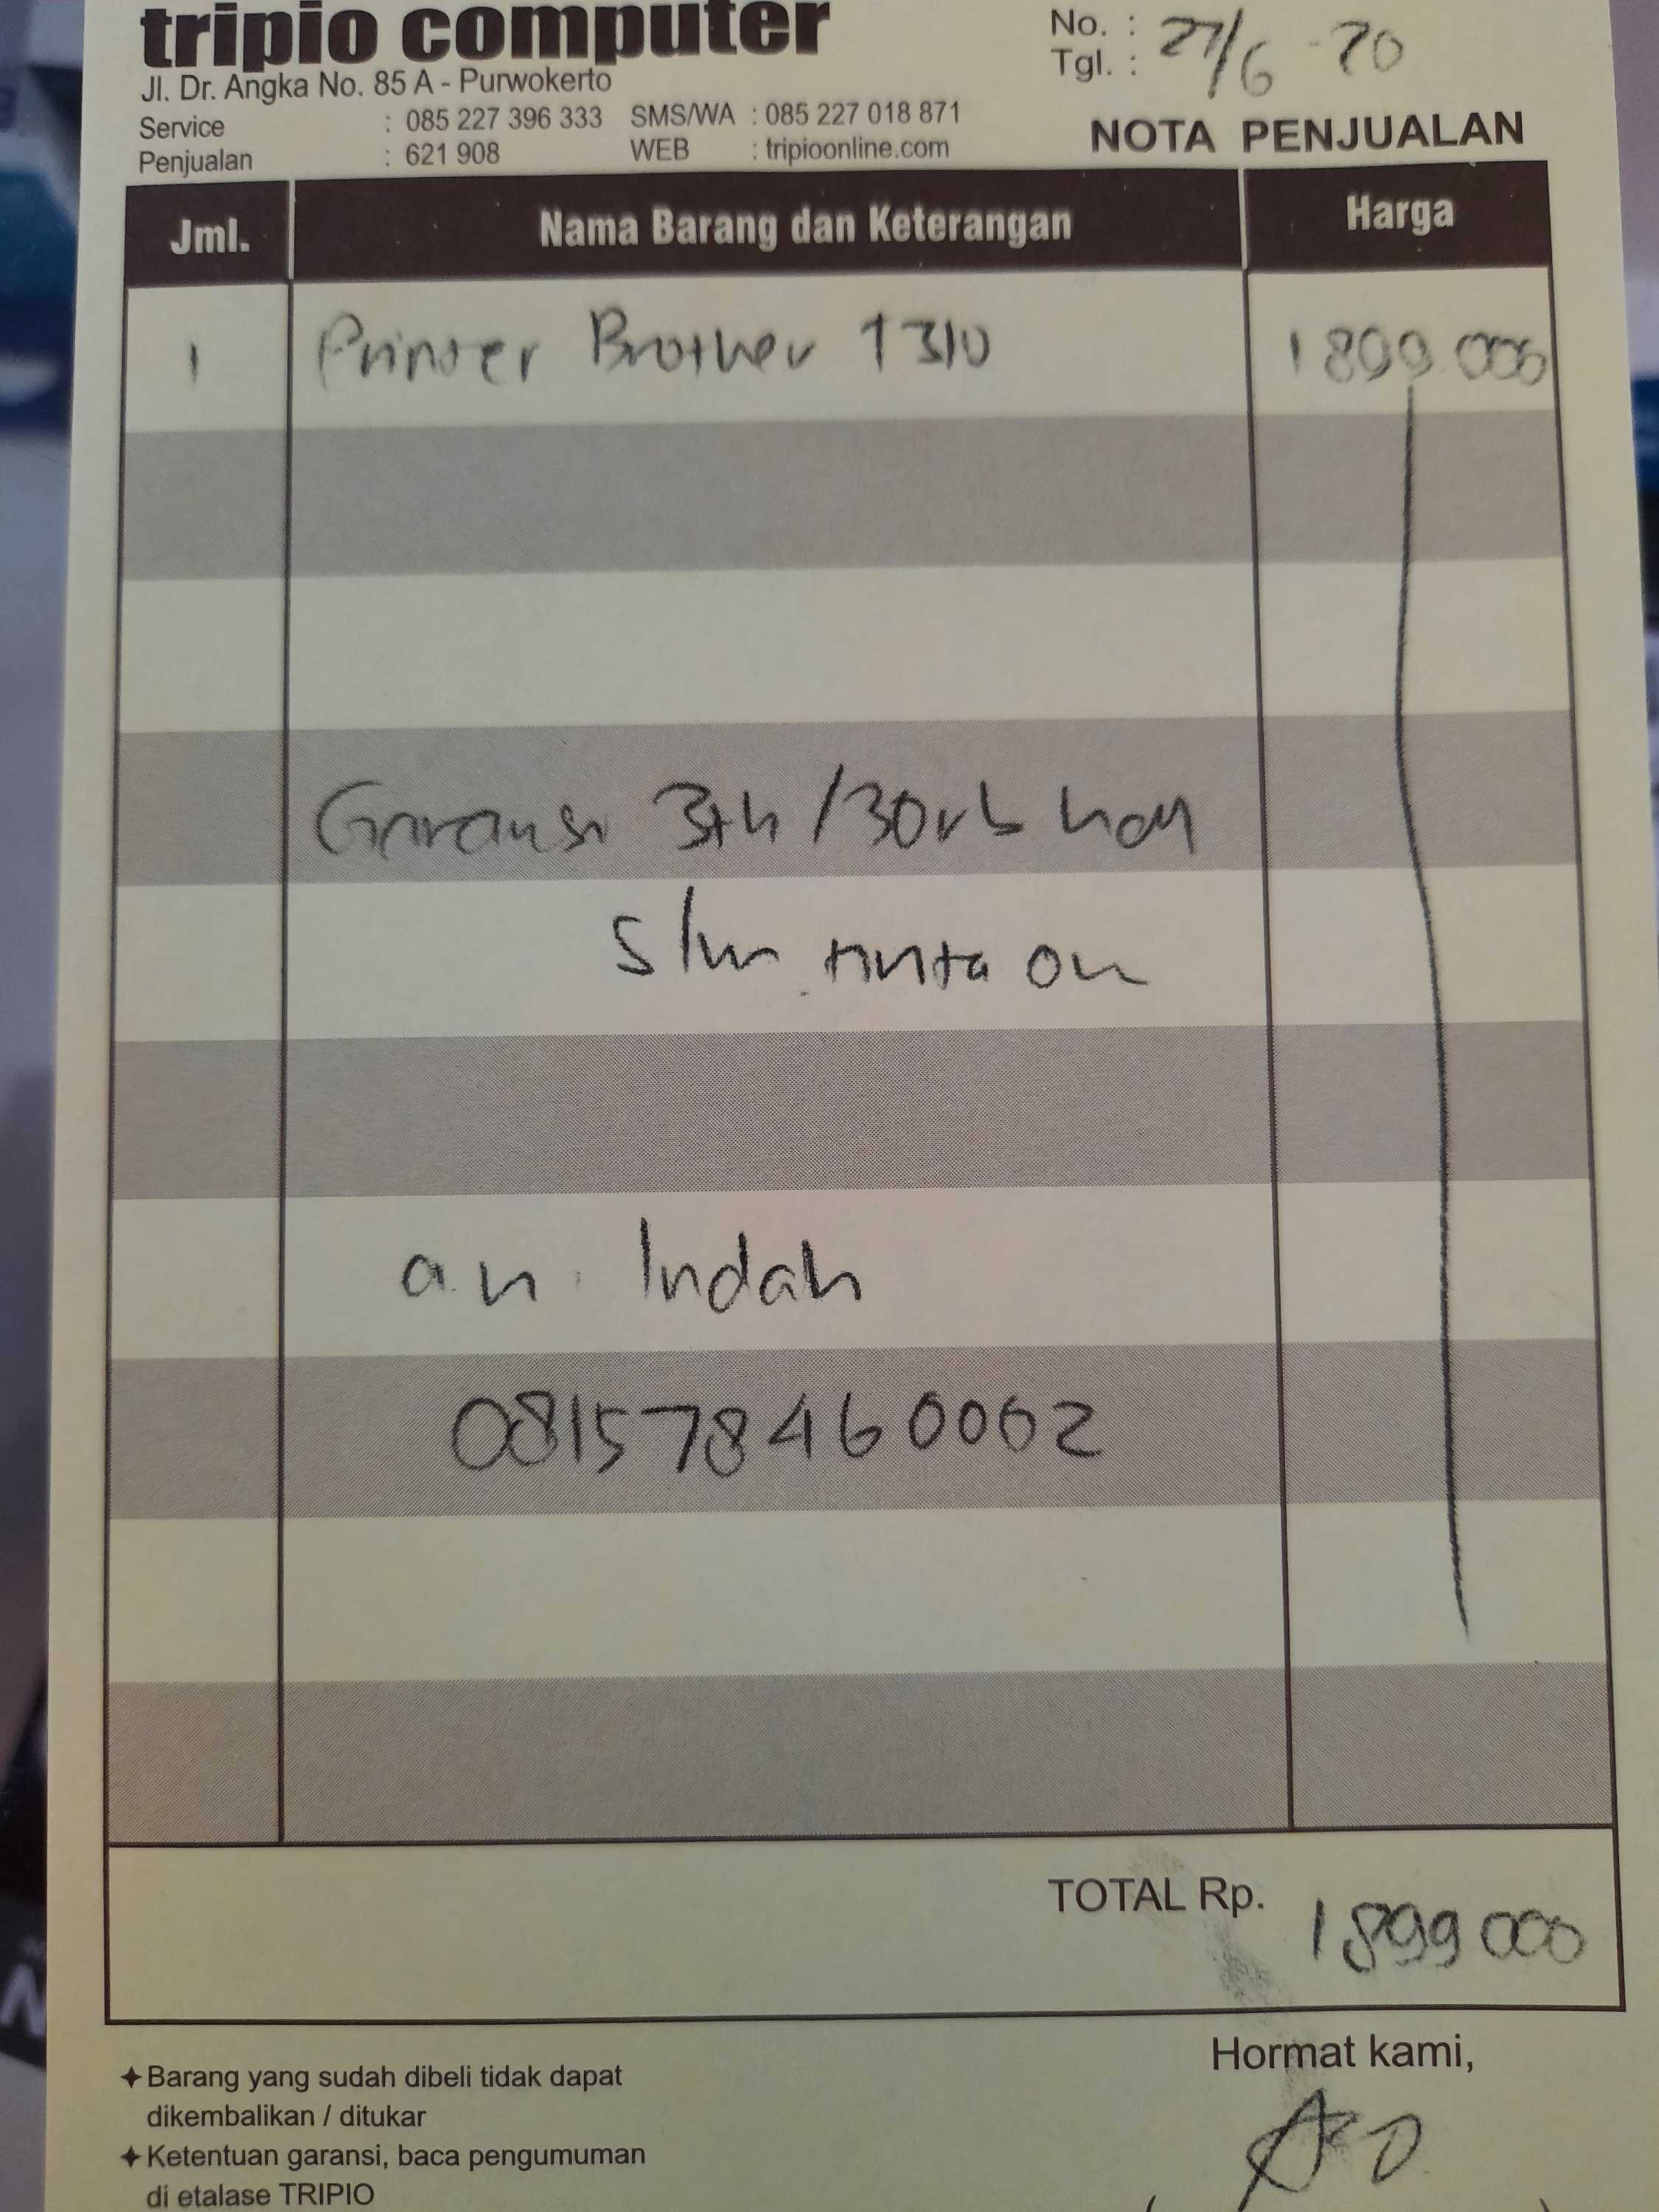 tripio computer
Jl. Dr. Angka No. 85 A - Purwokerto
Service : 085 227 396 333 SMS/WA : 085 227 018 871
Penjualan : 621 908 WEB : tripioonline.com
No. :
Tgl. : 27/6 - 20
NOTA PENJUALAN
Jml. Nama Barang dan Keterangan Harga
1 Printer Brother T310 1899.000
Garansi 3th/30rb hal
slm tinta ori
a.n. Indah
081578460062
TOTAL Rp. 1899000
Hormat kami,
✦ Barang yang sudah dibeli tidak dapat
dikembalikan / ditukar
✦ Ketentuan garansi, baca pengumuman
di etalase TRIPIO